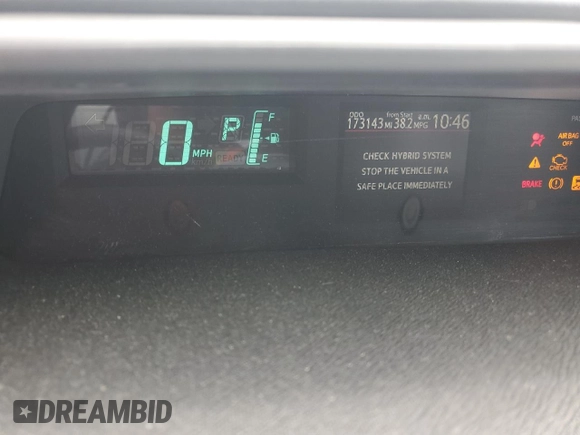 0 MPH
P
F
E
ODO from Start a.m.
173143 MI 38.2 MPG 10:46
CHECK HYBRID SYSTEM
STOP THE VEHICLE IN A
SAFE PLACE IMMEDIATELY
PA
AIR BAG
OFF
CHECK
BRAKE
DREAMBID